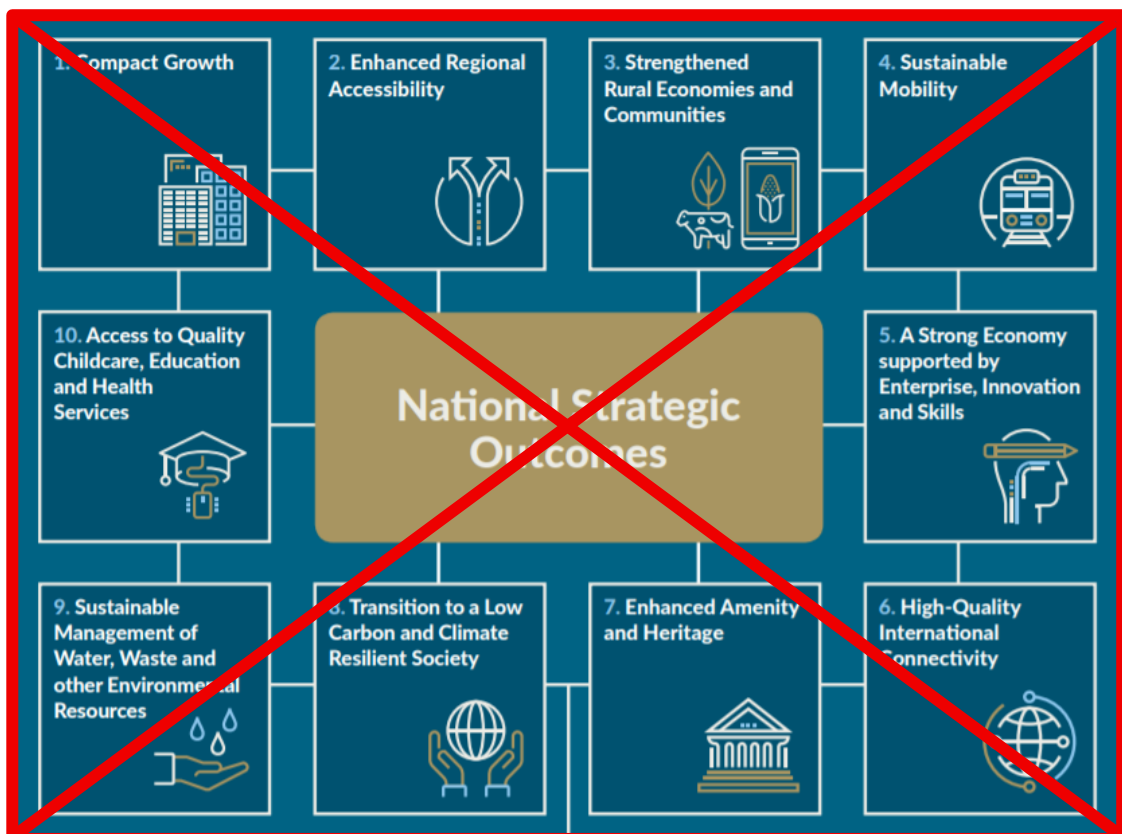 1. Compact Growth
2. Enhanced Regional
Accessibility
3. Strengthened
Rural Economies and
Communities
4. Sustainable
Mobility
10. Access to Quality
Childcare, Education
and Health
Services
National Strategic
Outcomes
5. A Strong Economy
supported by
Enterprise, Innovation
and Skills
9. Sustainable
Management of
Water, Waste and
other Environmental
Resources
8. Transition to a Low
Carbon and Climate
Resilient Society
7. Enhanced Amenity
and Heritage
6. High-Quality
International
Connectivity